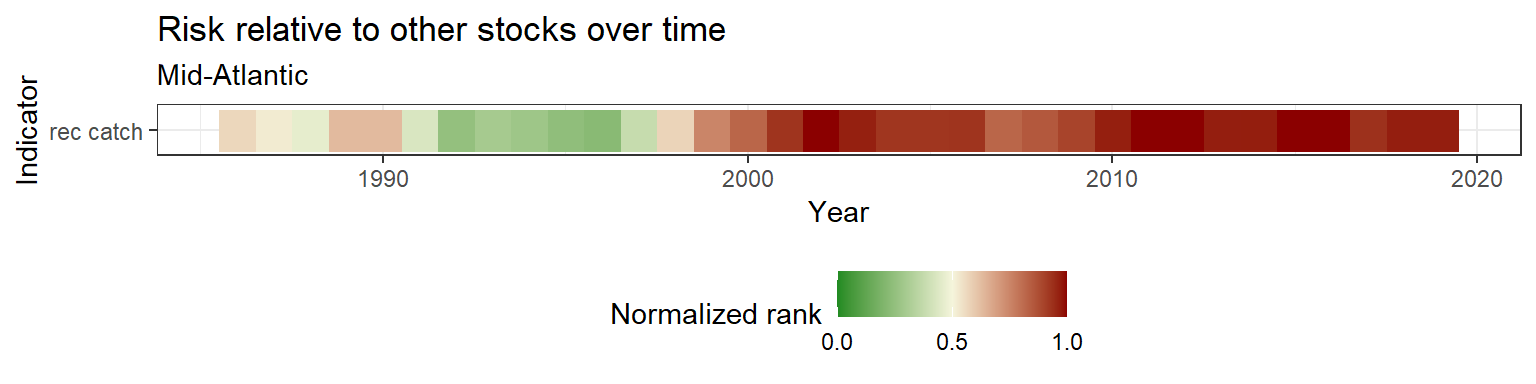 Risk relative to other stocks over time
Mid-Atlantic
Indicator
rec catch
1990 2000 2010 2020
Year
Normalized rank
0.0 0.5 1.0